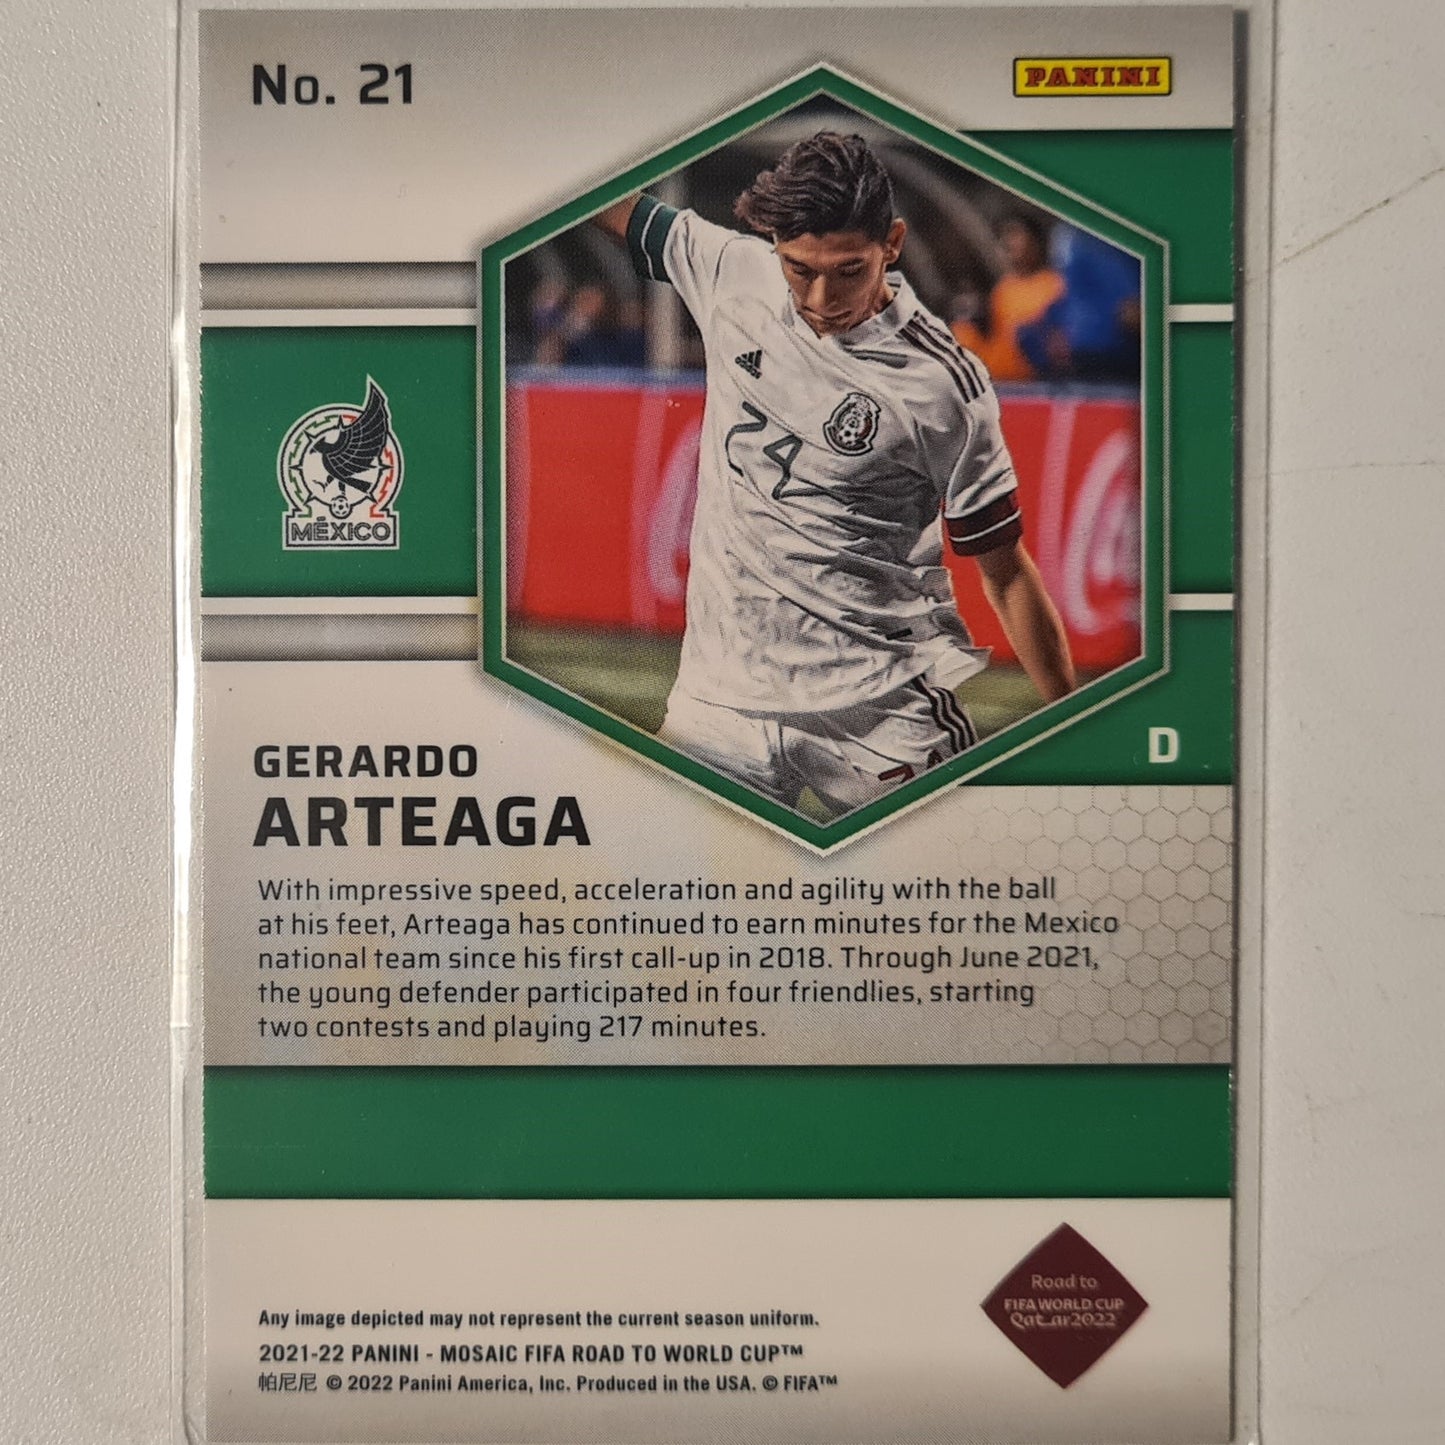 No. 21
PANINI
adidas
24
MÉXICO
24
D
GERARDO
ARTEAGA
With impressive speed, acceleration and agility with the ball
at his feet, Arteaga has continued to earn minutes for the Mexico
national team since his first call-up in 2018. Through June 2021,
the young defender participated in four friendlies, starting
two contests and playing 217 minutes.
Road to
FIFA WORLD CUP
Qatar2022
Any image depicted may not represent the current season uniform.
2021-22 PANINI - MOSAIC FIFA ROAD TO WORLD CUP™
帕尼尼 © 2022 Panini America, Inc. Produced in the USA. © FIFA™